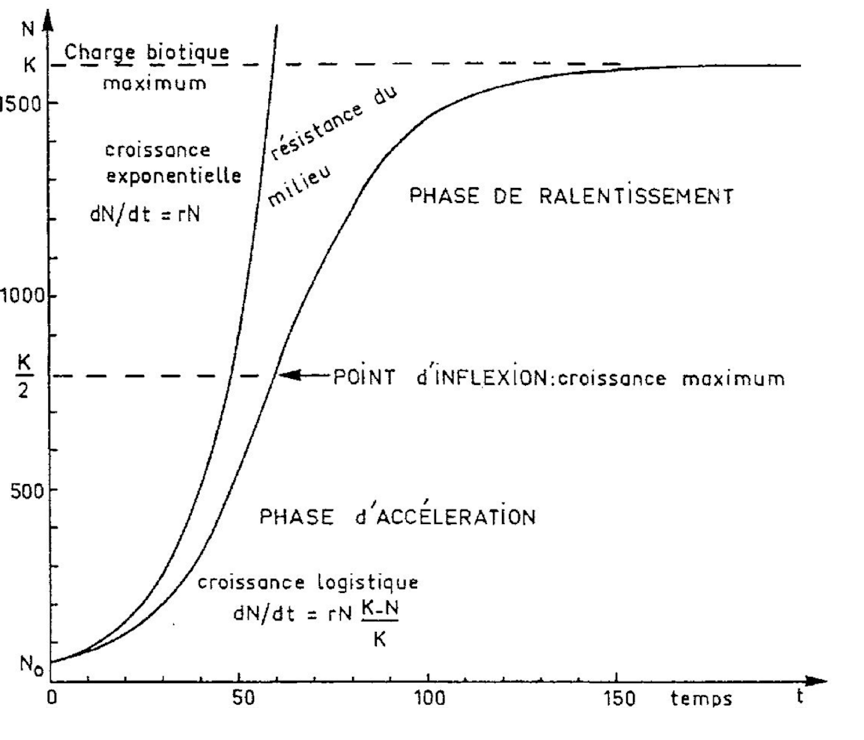 N
K
Charge biotique
maximum
1500
croissance
exponentielle
dN/dt = rN
résistance du
milieu
PHASE DE RALENTISSEMENT
1000
K
2
POINT d'INFLEXION: croissance maximum
500
PHASE d'ACCÉLERATION
croissance logistique
dN/dt = rN K-N
K
No
0
50
100
150
temps
t